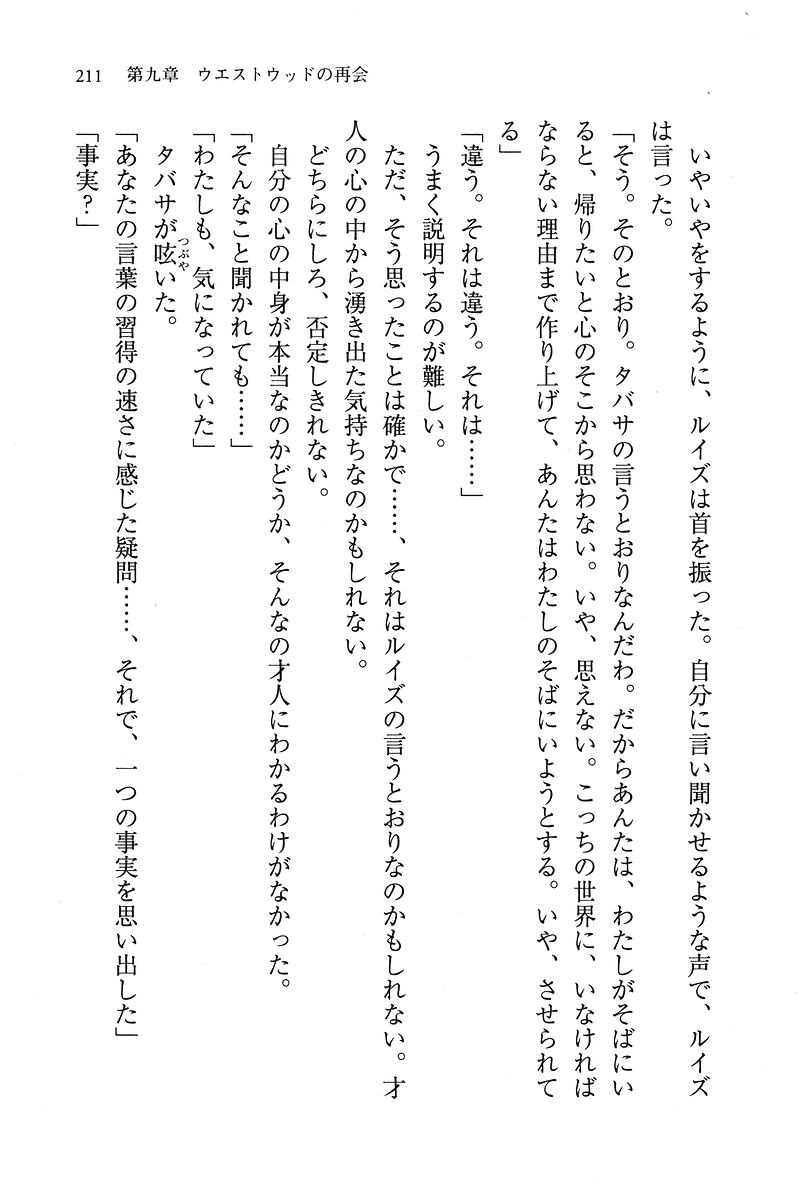 211　第九章　ウエストウッドの再会
　いやいやをするように、ルイズは首を振った。自分に言い聞かせるような声で、ルイズ
は言った。
「そう。そのとおり。タバサの言うとおりなんだわ。だからあんたは、わたしがそばにい
ると、帰りたいと心のそこから思わない。いや、思えない。こっちの世界に、いなければ
ならない理由まで作り上げて、あんたはわたしのそばにいようとする。いや、させられて
る」
「違う。それは違う。それは……」
　うまく説明するのが難しい。
　ただ、そう思ったことは確かで……、それはルイズの言うとおりなのかもしれない。才
人の心の中から湧き出た気持ちなのかもしれない。
　どちらにしろ、否定しきれない。
　自分の心の中身が本当なのかどうか、そんなの才人にわかるわけがなかった。
「そんなこと聞かれても……」
「わたしも、気になっていた」
　タバサが呟つぶやいた。
「あなたの言葉の習得の速さに感じた疑問……、それで、一つの事実を思い出した」
「事実？」